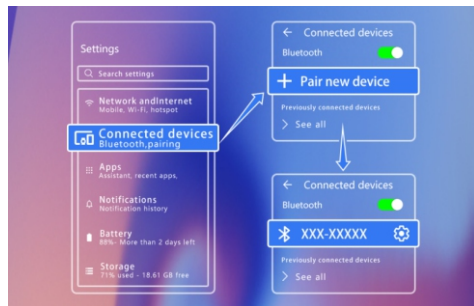 Settings
Search settings
Network andInternet
Mobile, Wi-Fi, hotspot
Connected devices
Bluetooth,pairing
Apps
Assistant, recent apps,
Notifications
Notification history
Battery
88%- More than 2 days left
Storage
71% used - 18.61 GB free
Connected devices
Bluetooth
+ Pair new device
Previously connected devices
> See all
Connected devices
Bluetooth
XXX-XXXXX
Previously connected devices
> See all